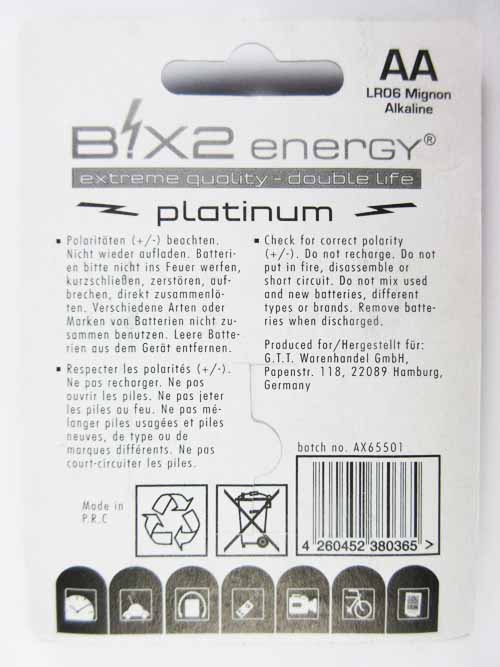 AA
LR06 Mignon
Alkaline
B!X2 energy®
extreme quality - double life
platinum
▪ Polaritäten (+/-) beachten.
Nicht wieder aufladen. Batteri-
en bitte nicht ins Feuer werfen,
kurzschließen, zerstören, auf-
brechen, direkt zusammenlö-
ten. Verschiedene Arten oder
Marken von Batterien nicht zu-
sammen benutzen. Leere Batte-
rien aus dem Gerät entfernen.
▪ Respecter les polarités (+/-).
Ne pas recharger. Ne pas
ouvrir les piles. Ne pas jeter
les piles au feu. Ne pas mé-
langer piles usagées et piles
neuves, de type ou de
marques différents. Ne pas
court-circuiter les piles.
▪ Check for correct polarity
(+/-). Do not recharge. Do not
put in fire, disassemble or
short circuit. Do not mix used
and new batteries, different
types or brands. Remove batte-
ries when discharged.
Produced for/Hergestellt für:
G.T.T. Warenhandel GmbH,
Papenstr. 118, 22089 Hamburg,
Germany
batch no. AX65501
Made in
P.R.C
4 260452 380365 >